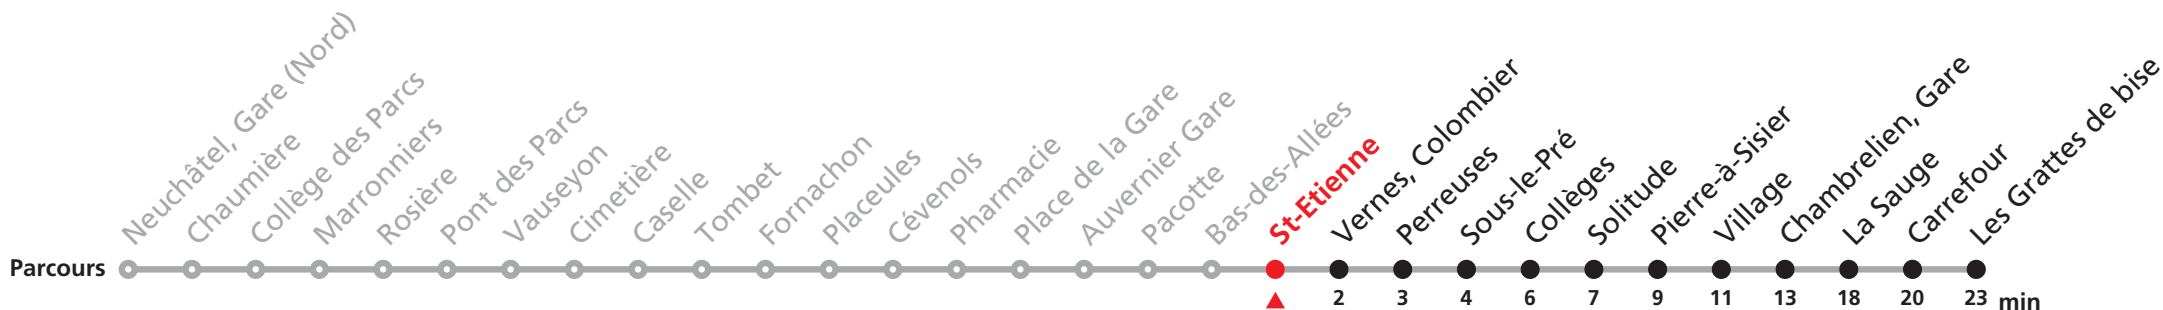 Neuchâtel, Gare (Nord)
Chaumière
Collège des Parcs
Marronniers
Rosière
Pont des Parcs
Vauseyon
Cimetière
Caselle
Tombet
Fornachon
Placeules
Cévenols
Pharmacie
Place de la Gare
Auvernier Gare
Pacotte
Bas-des-Allées
St-Etienne
Vernes, Colombier
Perreuses
Sous-le-Pré
Collèges
Solitude
Pierre-à-Sisier
Village
Chambrelien, Gare
La Sauge
Carrefour
Les Grattes de bise
Parcours
2 3 4 6 7 9 11 13 18 20 23 min